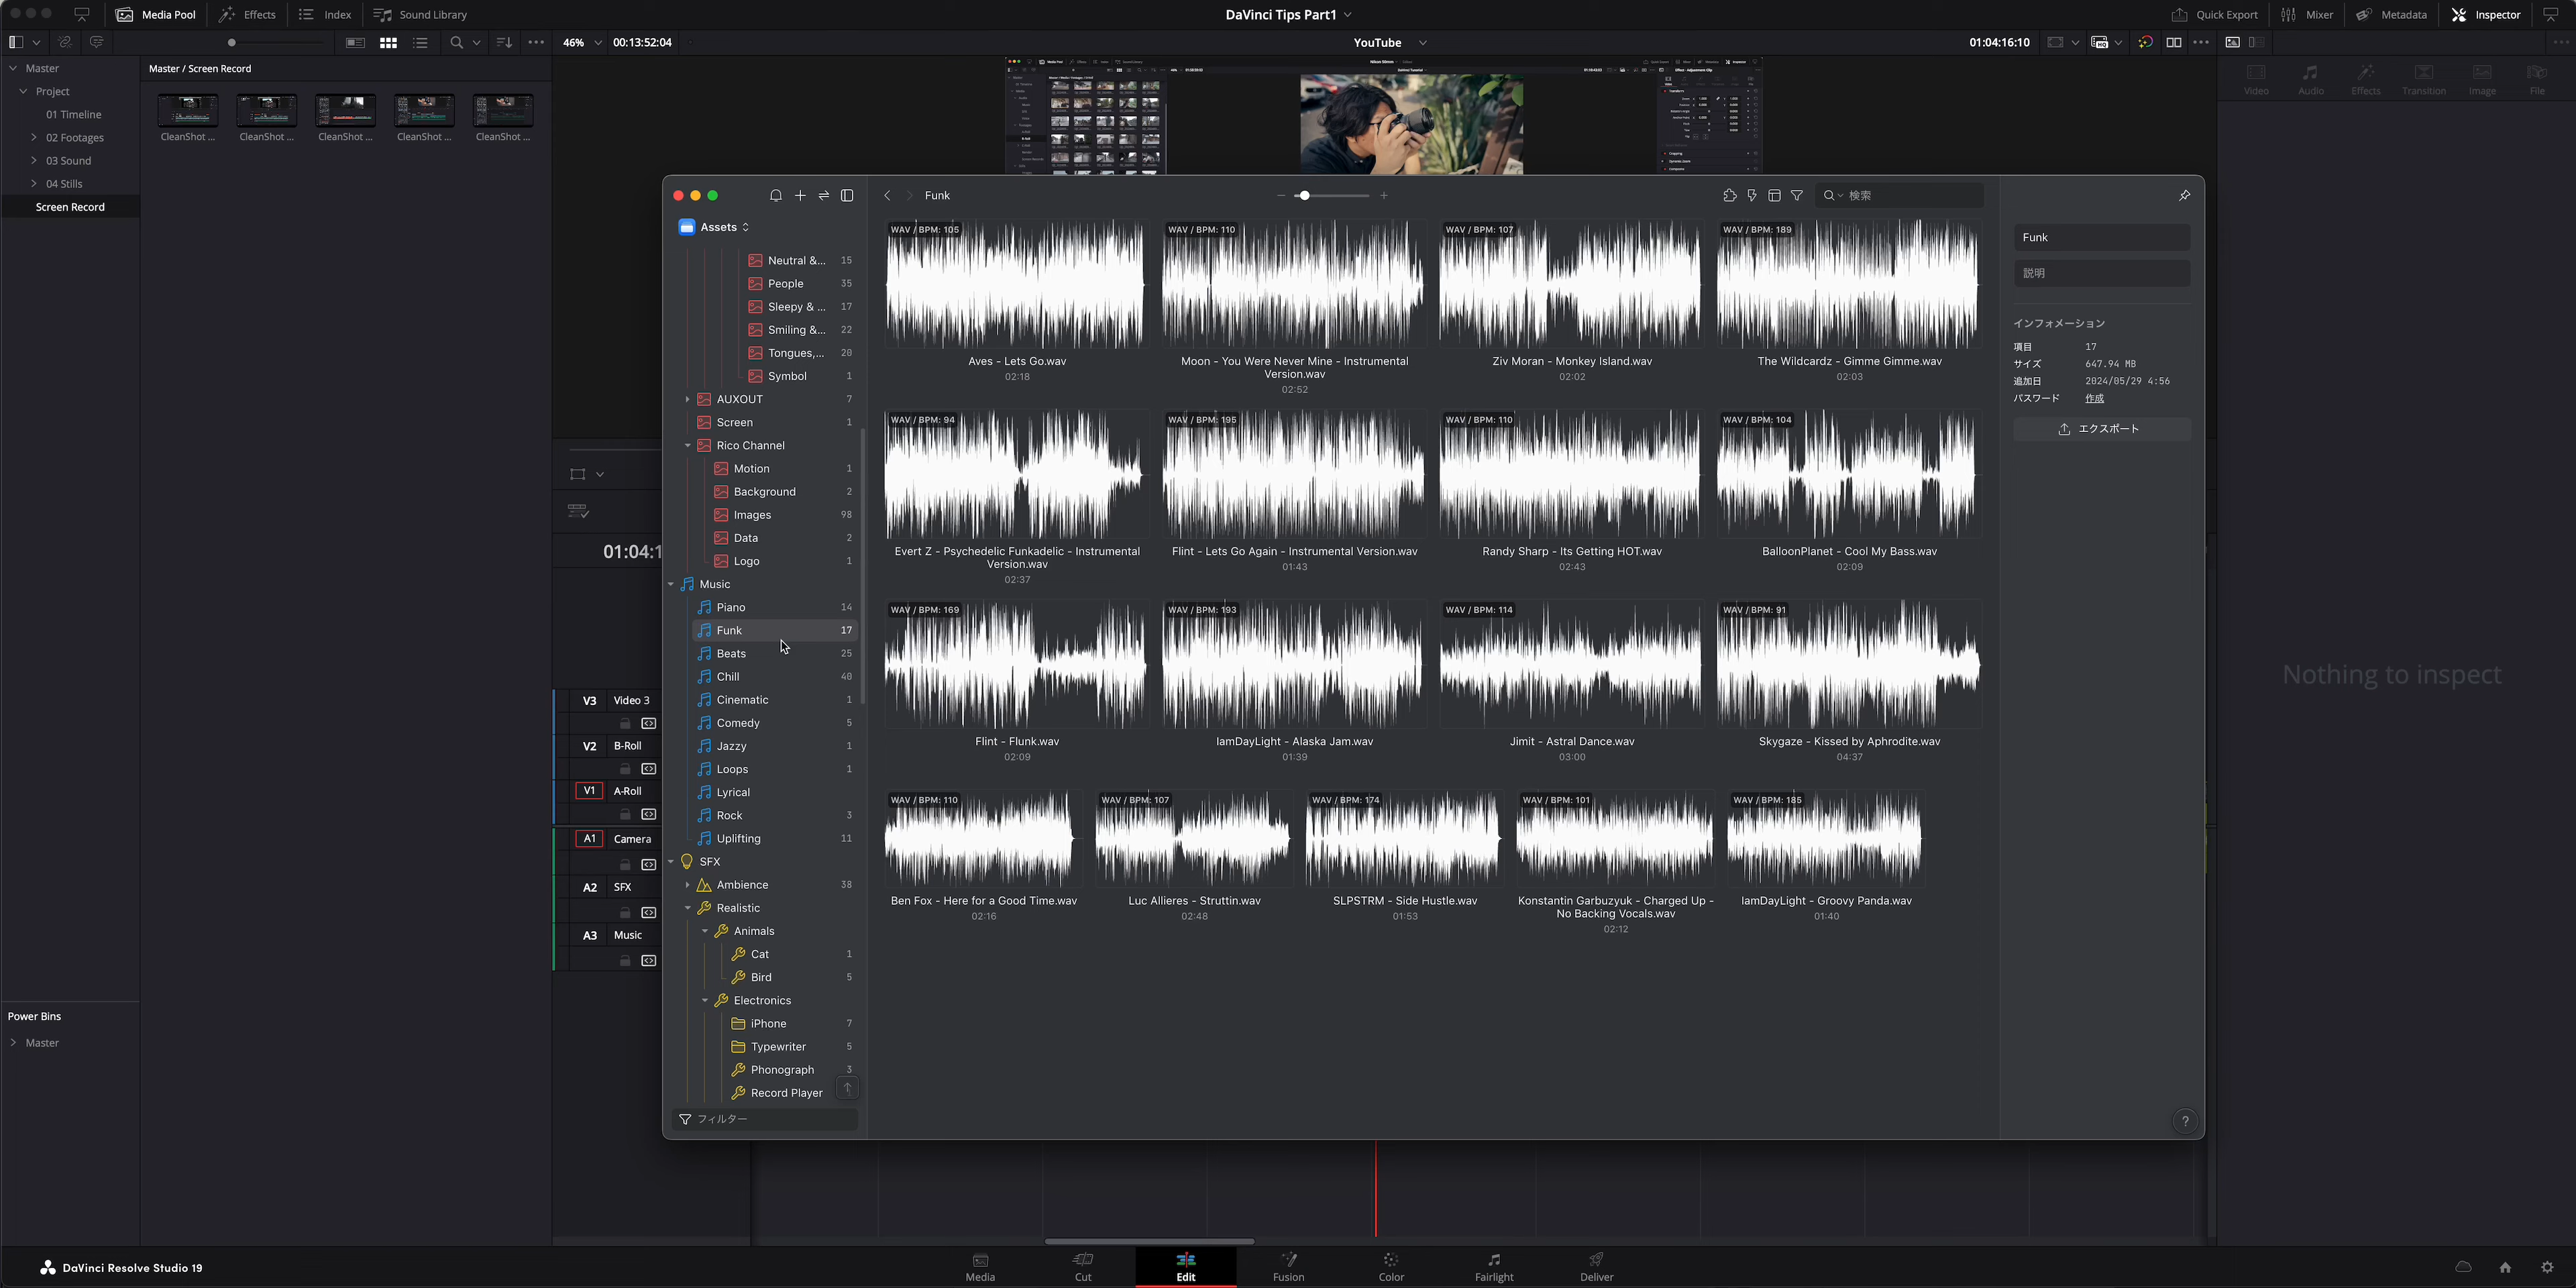 Media Pool
Effects
Index
Sound Library
DaVinci Tips Part1
Quick Export
Mixer
Metadata
Inspector
46%
00:13:52:04
YouTube
01:04:16:10
Master
Project
01 Timeline
02 Footages
03 Sound
04 Stills
Screen Record
Master / Screen Record
CleanShot ...
CleanShot ...
CleanShot ...
CleanShot ...
CleanShot ...
Video
Audio
Effects
Transition
Image
File
Nothing to inspect
Power Bins
Master
01:04:1
V3 Video 3
V2 B-Roll
V1 A-Roll
A1 Camera
A2 SFX
A3 Music
Assets
Neutral &... 15
People 35
Sleepy & ... 17
Smiling &... 22
Tongues,... 20
Symbol 1
AUXOUT 7
Screen 1
Rico Channel
Motion 1
Background 2
Images 98
Data 2
Logo 1
Music
Piano 14
Funk 17
Beats 25
Chill 40
Cinematic 1
Comedy 5
Jazzy 1
Loops 1
Lyrical
Rock 3
Uplifting 11
SFX
Ambience 38
Realistic
Animals
Cat 1
Bird 5
Electronics
iPhone 7
Typewriter 5
Phonograph 3
Record Player
フィルター
Funk
検索
WAV / BPM: 105
Aves - Lets Go.wav
02:18
WAV / BPM: 110
Moon - You Were Never Mine - Instrumental
Version.wav
02:52
WAV / BPM: 107
Ziv Moran - Monkey Island.wav
02:02
WAV / BPM: 189
The Wildcardz - Gimme Gimme.wav
02:03
WAV / BPM: 94
Evert Z - Psychedelic Funkadelic - Instrumental
Version.wav
02:37
WAV / BPM: 195
Flint - Lets Go Again - Instrumental Version.wav
01:43
WAV / BPM: 110
Randy Sharp - Its Getting HOT.wav
02:43
WAV / BPM: 104
BalloonPlanet - Cool My Bass.wav
02:09
WAV / BPM: 169
Flint - Flunk.wav
02:09
WAV / BPM: 193
IamDayLight - Alaska Jam.wav
01:39
WAV / BPM: 114
Jimit - Astral Dance.wav
03:00
WAV / BPM: 91
Skygaze - Kissed by Aphrodite.wav
04:37
WAV / BPM: 110
Ben Fox - Here for a Good Time.wav
02:16
WAV / BPM: 107
Luc Allieres - Struttin.wav
02:48
WAV / BPM: 174
SLPSTRM - Side Hustle.wav
01:53
WAV / BPM: 101
Konstantin Garbuzyuk - Charged Up -
No Backing Vocals.wav
02:12
WAV / BPM: 185
IamDayLight - Groovy Panda.wav
01:40
Funk
説明
インフォメーション
項目 17
サイズ 647.94 MB
追加日 2024/05/29 4:56
パスワード 作成
エクスポート
?
DaVinci Resolve Studio 19
Media
Cut
Edit
Fusion
Color
Fairlight
Deliver